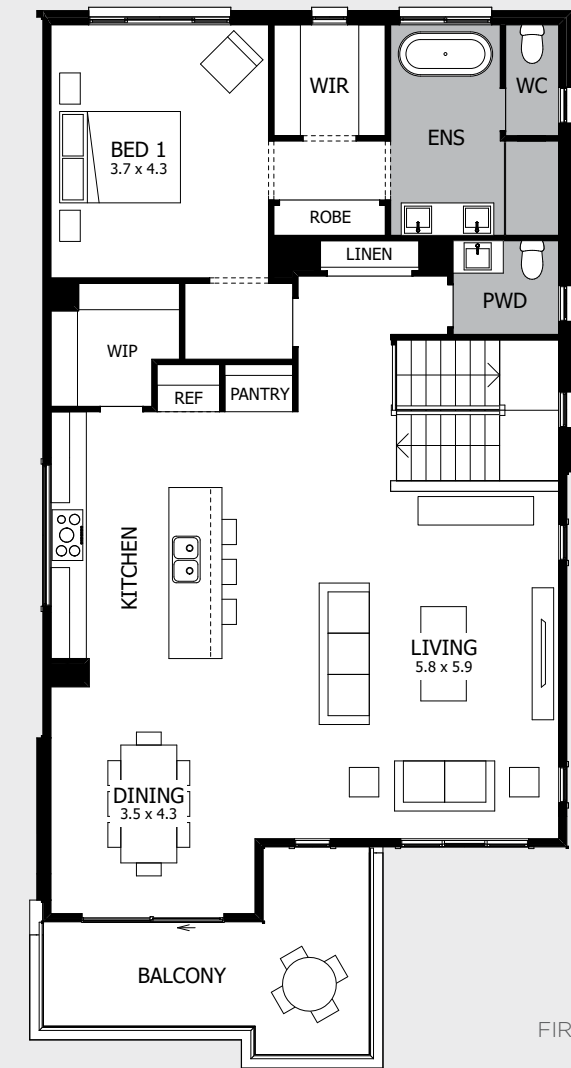 WIR
WC
ENS
BED 1
3.7 x 4.3
ROBE
LINEN
PWD
WIP
REF
PANTRY
KITCHEN
LIVING
5.8 x 5.9
DINING
3.5 x 4.3
BALCONY
FIR